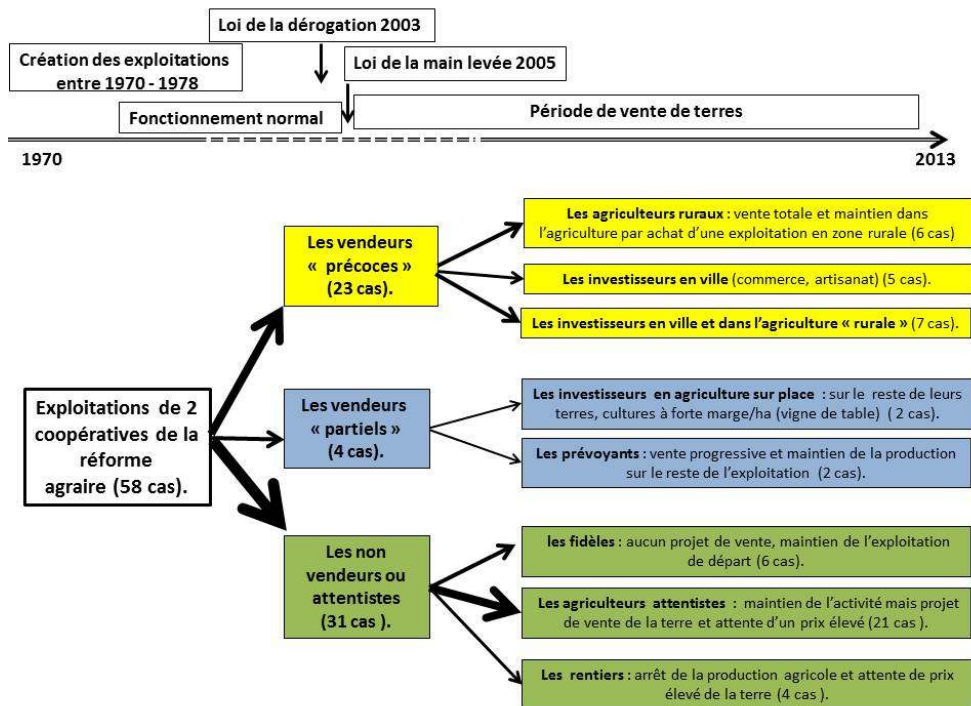 Loi de la dérogation 2003
Création des exploitations
entre 1970 - 1978
Loi de la main levée 2005
Fonctionnement normal
Période de vente de terres
1970
2013
Exploitations de 2
coopératives de la
réforme
agraire (58 cas).
Les vendeurs
« précoces »
(23 cas).
Les agriculteurs ruraux : vente totale et maintien dans
l’agriculture par achat d’une exploitation en zone rurale (6 cas)
Les investisseurs en ville (commerce, artisanat) (5 cas).
Les investisseurs en ville et dans l’agriculture « rurale » (7 cas).
Les vendeurs
« partiels »
(4 cas).
Les investisseurs en agriculture sur place : sur le reste de leurs
terres, cultures à forte marge/ha (vigne de table) ( 2 cas).
Les prévoyants : vente progressive et maintien de la production
sur le reste de l’exploitation (2 cas).
Les non
vendeurs ou
attentistes
(31 cas ).
les fidèles : aucun projet de vente, maintien de l’exploitation
de départ (6 cas).
Les agriculteurs attentistes : maintien de l’activité mais projet
de vente de la terre et attente d’un prix élevé (21 cas ).
Les rentiers : arrêt de la production agricole et attente de prix
élevé de la terre (4 cas ).